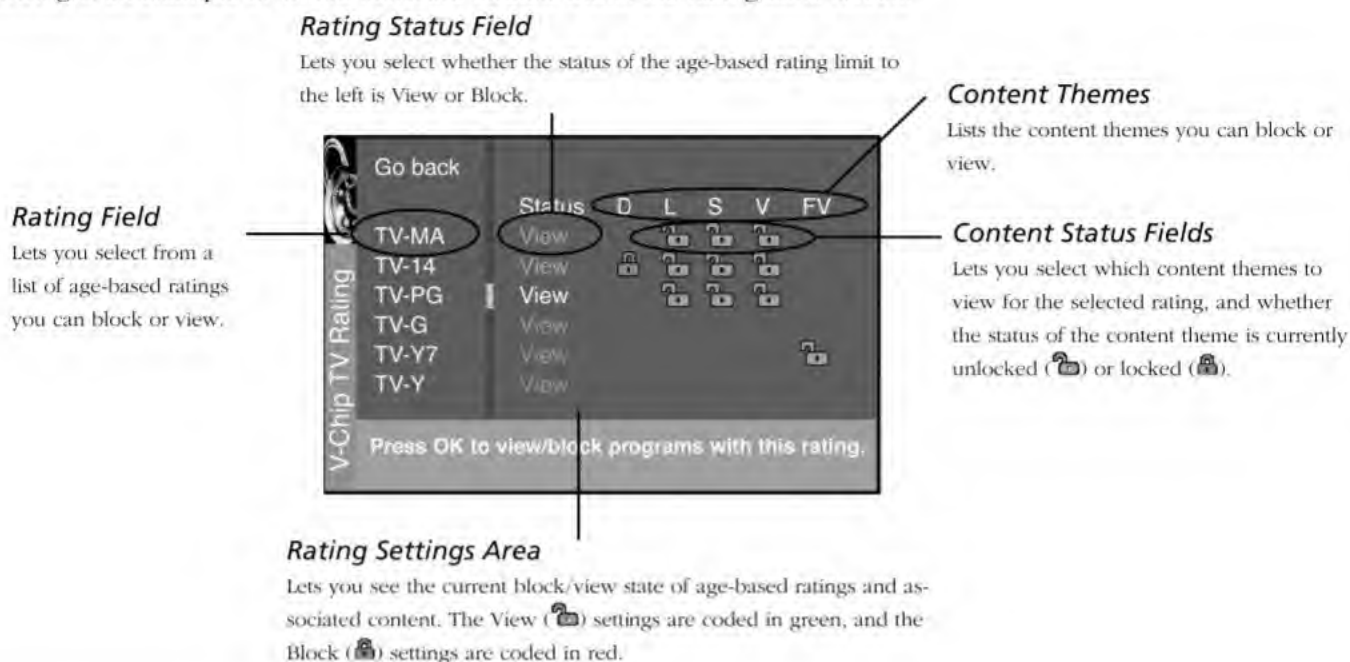 Rating Status Field
Lets you select whether the status of the age-based rating limit to
the left is View or Block.
Content Themes
Lists the content themes you can block or
view.
Rating Field
Lets you select from a
list of age-based ratings
you can block or view.
Go back
Status D L S V FV
TV-MA View
TV-14 View
TV-PG View
TV-G View
TV-Y7 View
TV-Y View
V-Chip TV Rating
Press OK to view/block programs with this rating.
Content Status Fields
Lets you select which content themes to
view for the selected rating, and whether
the status of the content theme is currently
unlocked ( ) or locked ( ).
Rating Settings Area
Lets you see the current block/view state of age-based ratings and as-
sociated content. The View ( ) settings are coded in green, and the
Block ( ) settings are coded in red.